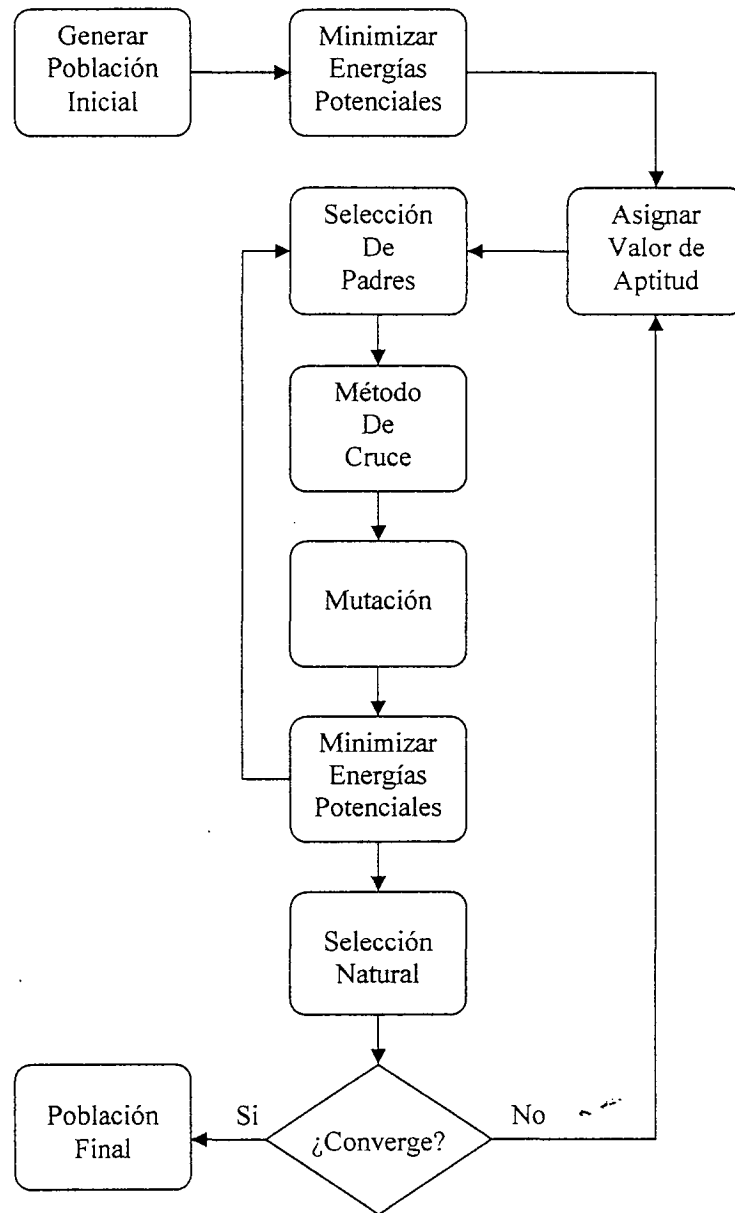 Generar
Población
Inicial
Minimizar
Energías
Potenciales
Selección
De
Padres
Asignar
Valor de
Aptitud
Método
De
Cruce
Mutación
Minimizar
Energías
Potenciales
Selección
Natural
Población
Final
Si
¿Converge?
No